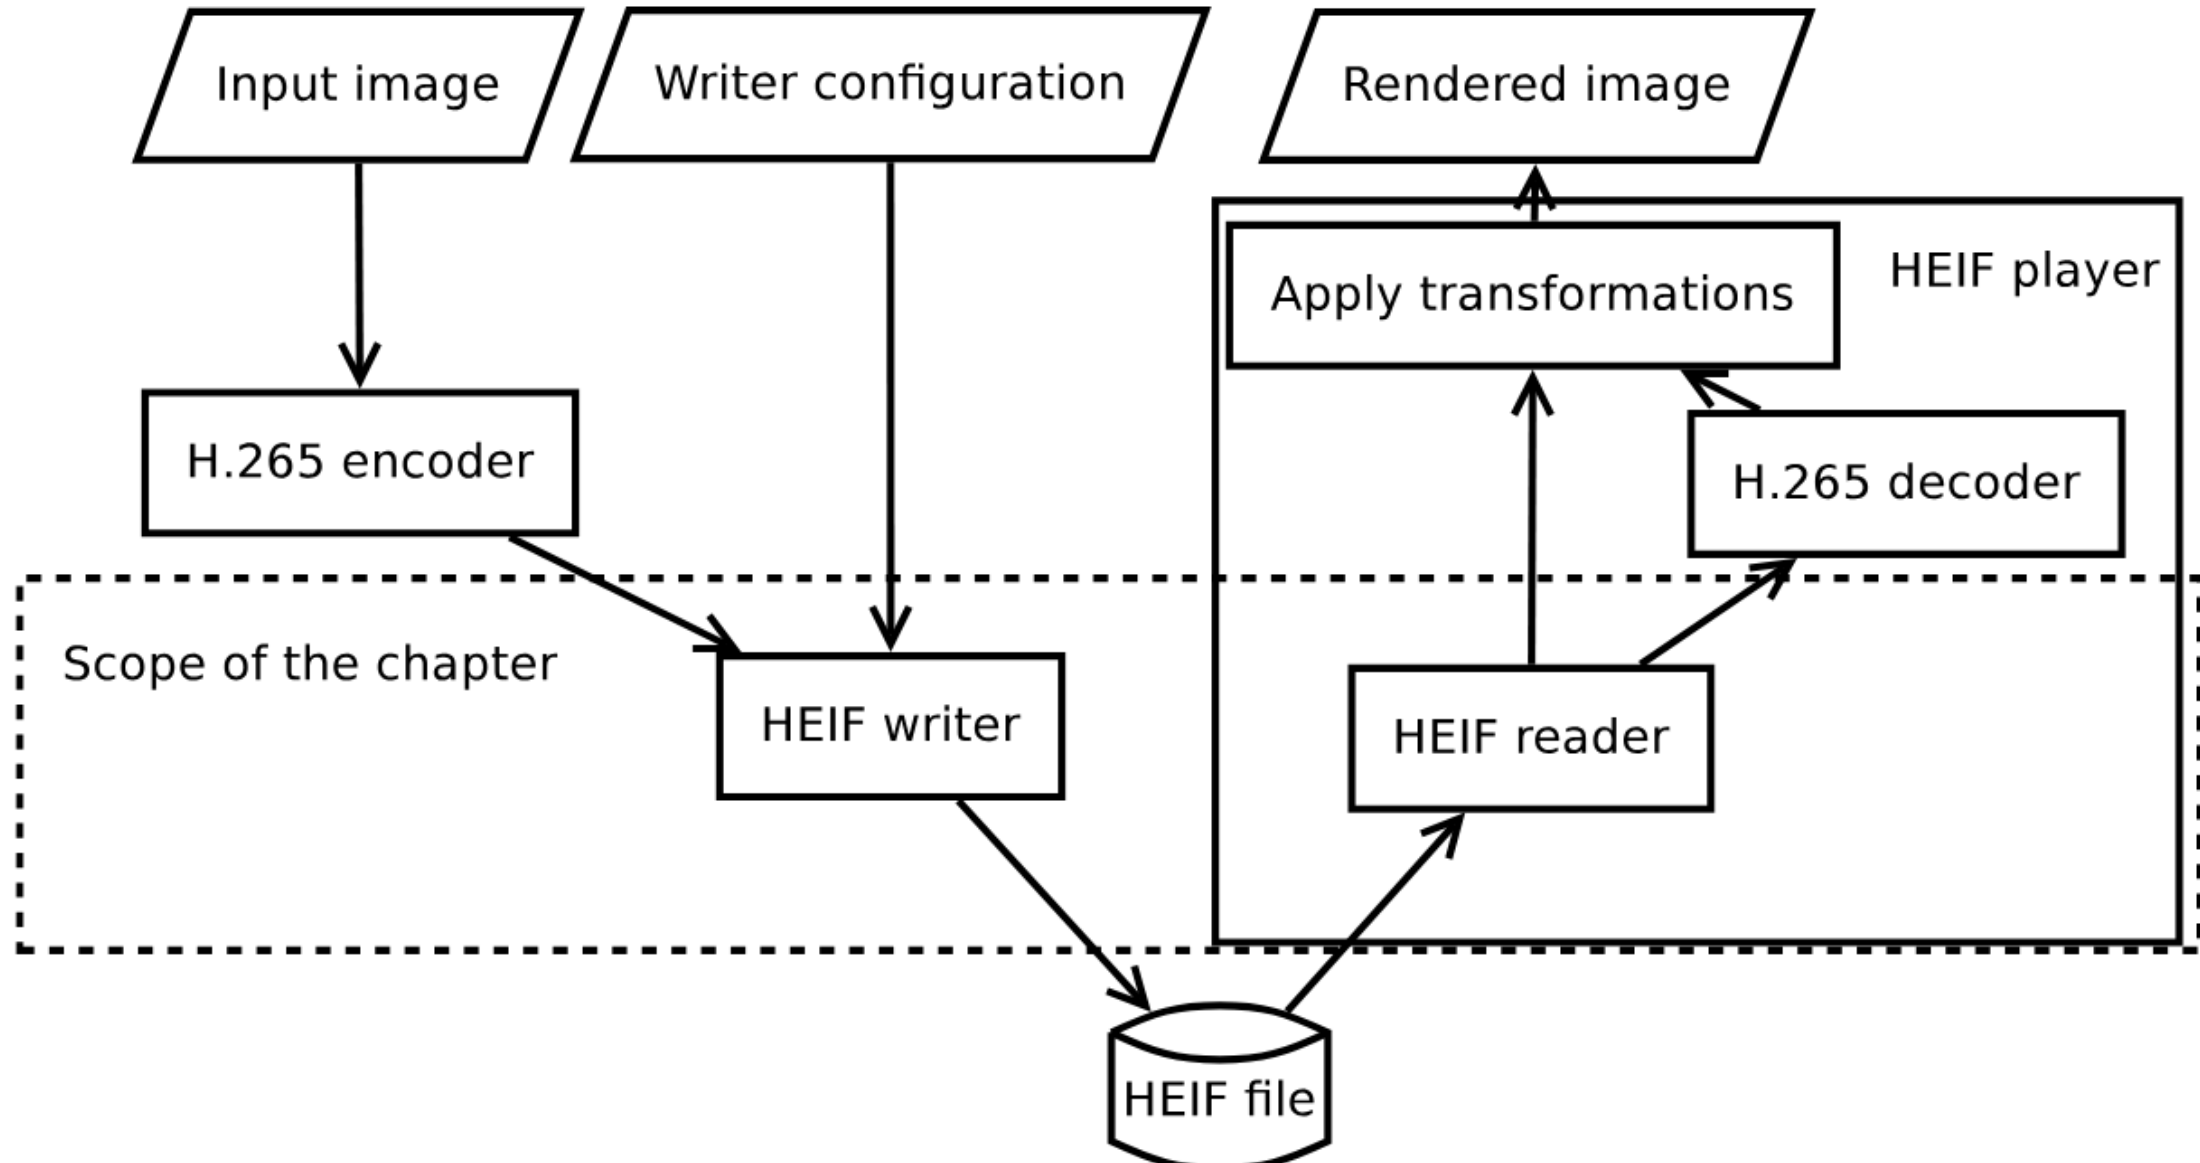 Input image
Writer configuration
Rendered image
Apply transformations
HEIF player
H.265 encoder
H.265 decoder
Scope of the chapter
HEIF writer
HEIF reader
HEIF file